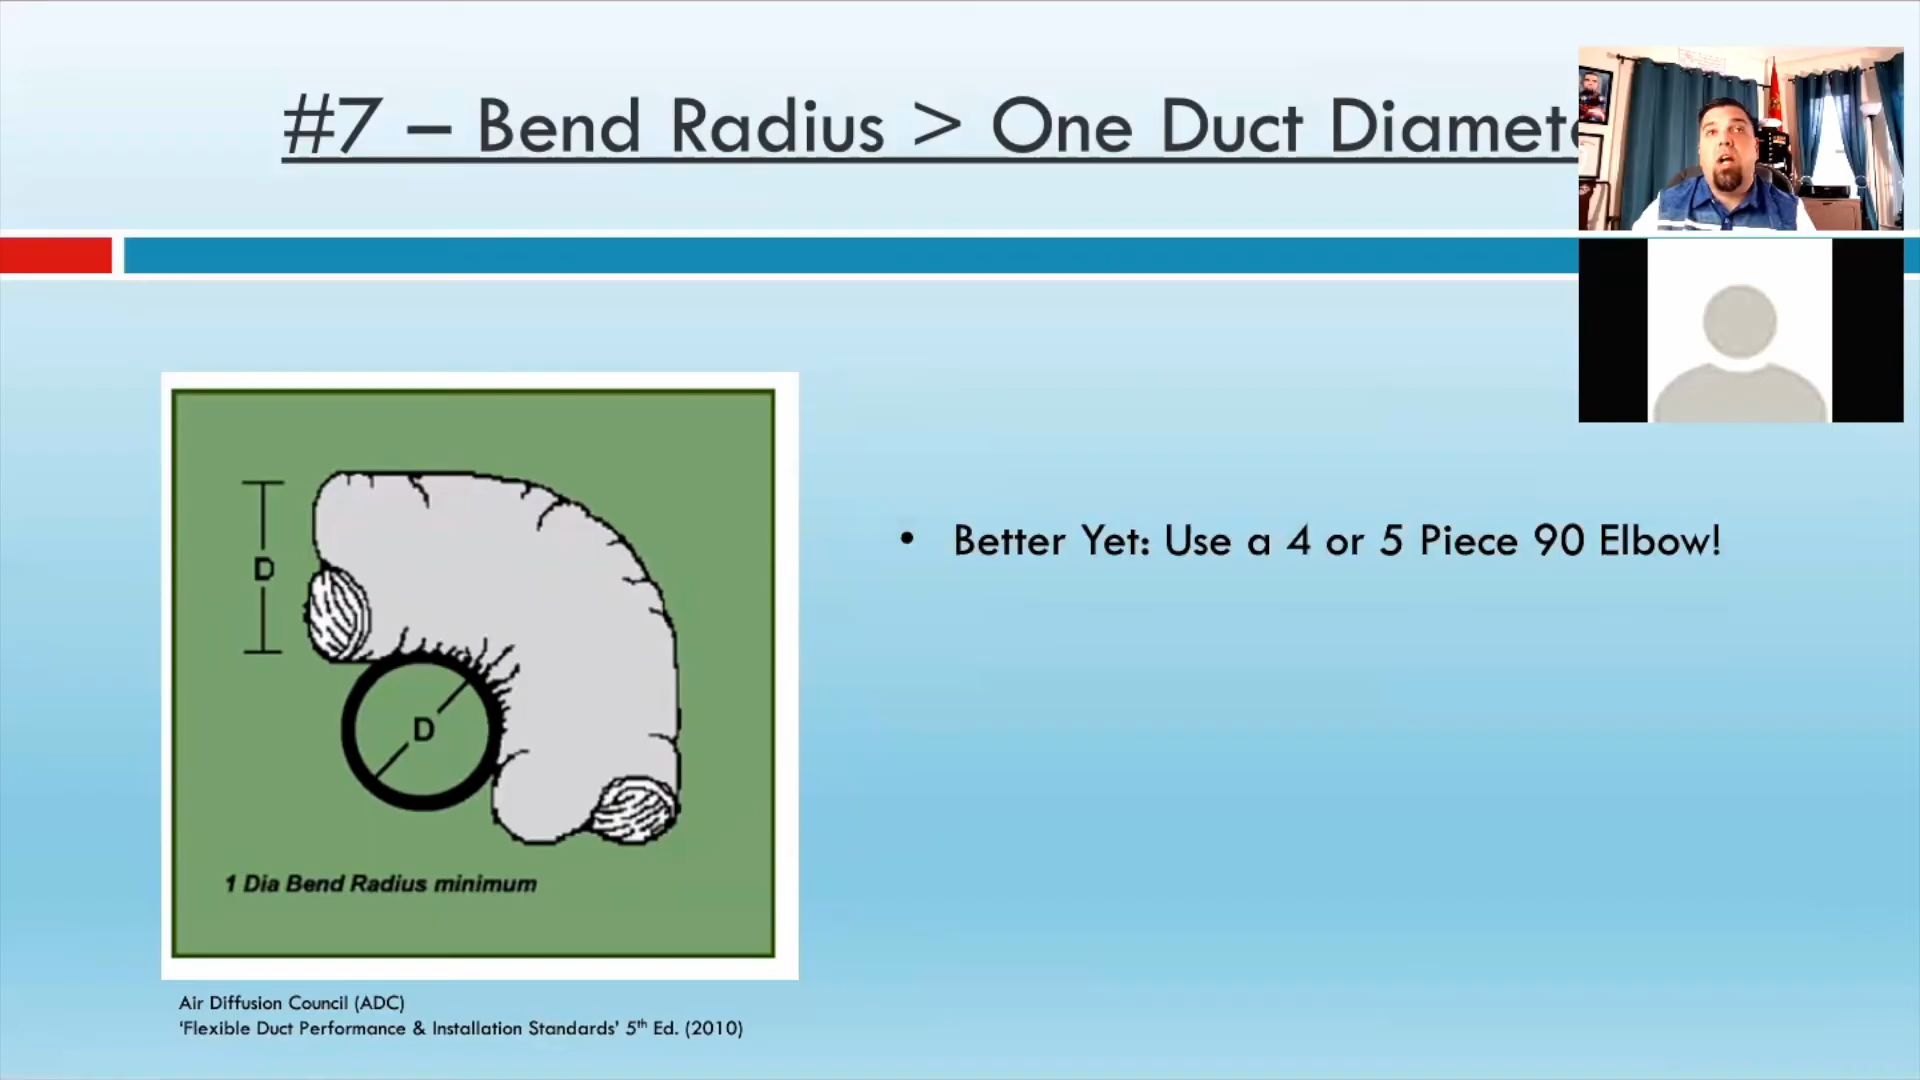 #7 – Bend Radius > One Duct Diamete
D
D
1 Dia Bend Radius minimum
Air Diffusion Council (ADC)
‘Flexible Duct Performance & Installation Standards’ 5th Ed. (2010)
• Better Yet: Use a 4 or 5 Piece 90 Elbow!